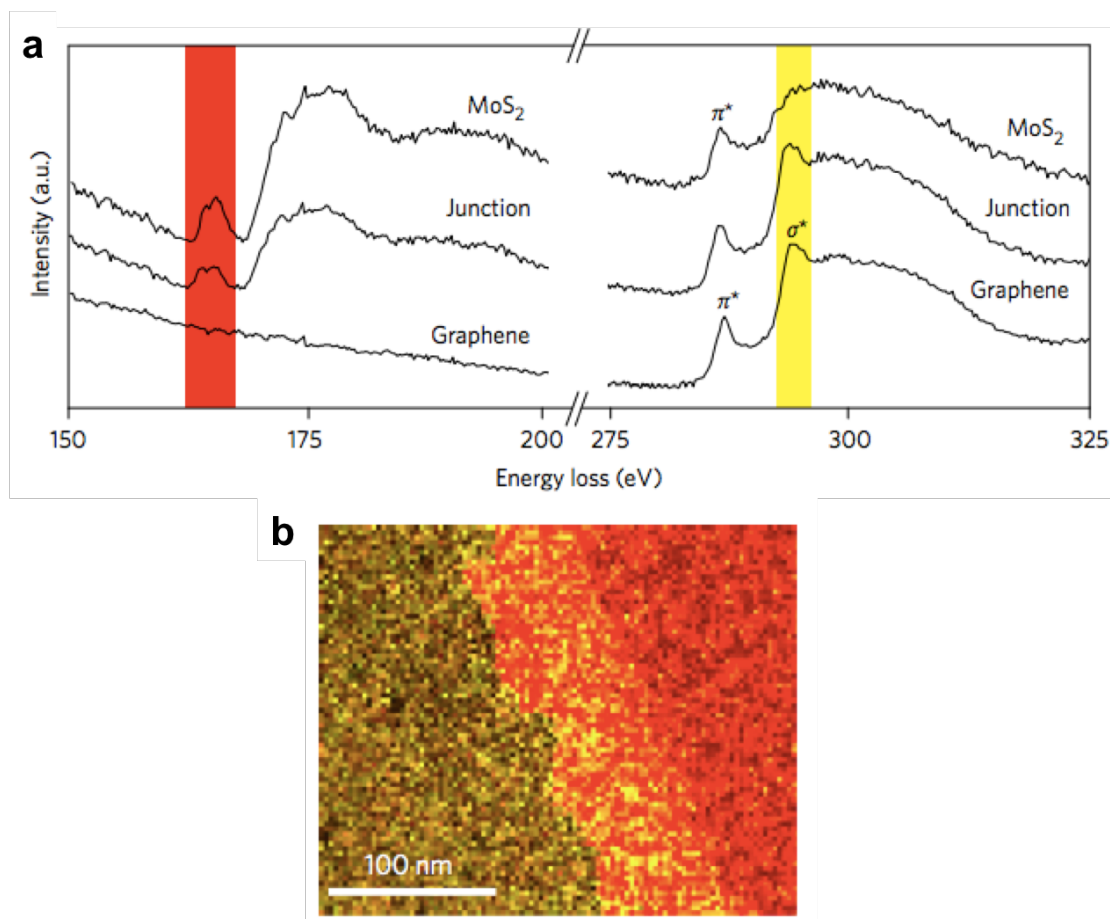 a
MoS2
Junction
Graphene
π*
MoS2
Junction
σ*
Graphene
π*
Intensity (a.u.)
150
175
200
275
300
325
Energy loss (eV)
b
100 nm